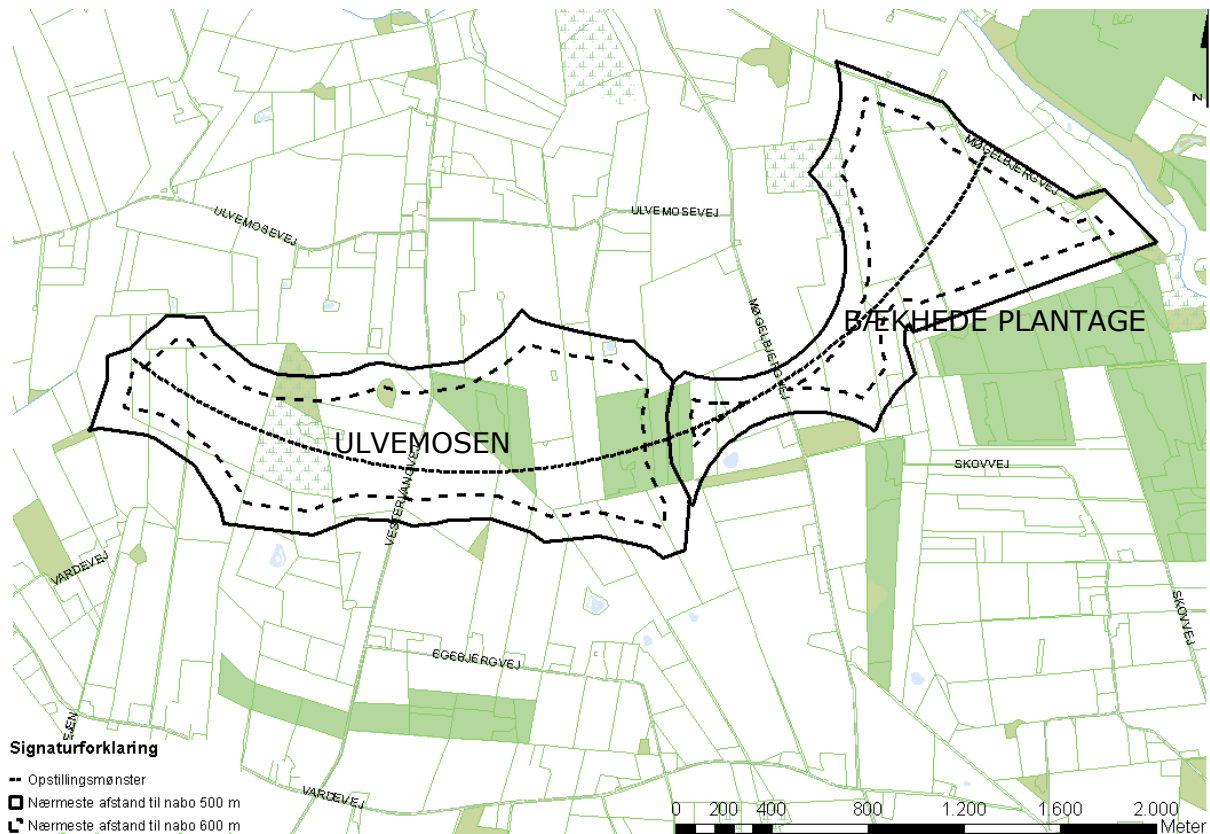 N
MØGELBJERGVEJ
ULVEMOSEVEJ
ULVEMOSEVEJ
MØGELBJERGVEJ
BÆKHEDE PLANTAGE
ULVEMOSEN
SKOVVEJ
VESTERVANGVEJ
VARDEVEJ
SKOVVEJ
EGEBJERGVEJ
EJEN
VARDEVEJ
Signaturforklaring
Opstillingsmønster
Nærmeste afstand til nabo 500 m
Nærmeste afstand til nabo 600 m
0 200 400 800 1.200 1.600 2.000
Meter